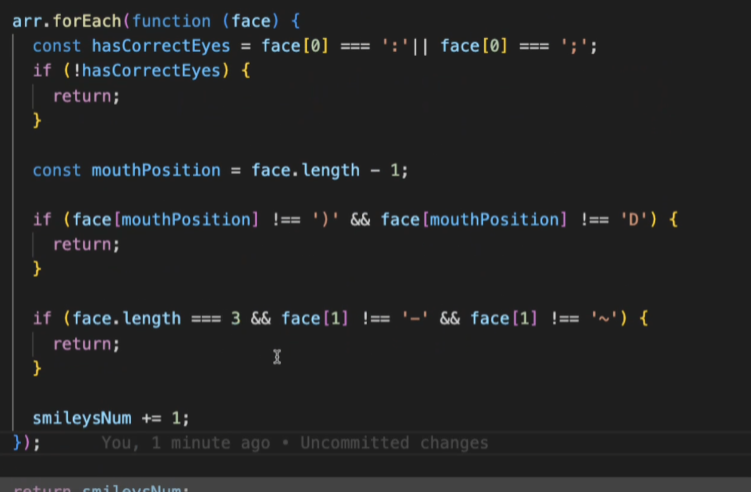 arr.forEach(function (face) {
const hasCorrectEyes = face[0] === ':'|| face[0] === ';';
if (!hasCorrectEyes) {
return;
}
const mouthPosition = face.length - 1;
if (face[mouthPosition] !== ')' && face[mouthPosition] !== 'D') {
return;
}
if (face.length === 3 && face[1] !== '-' && face[1] !== '~') {
return;
}
smileysNum += 1;
}); You, 1 minute ago • Uncommitted changes
return smileysNum;